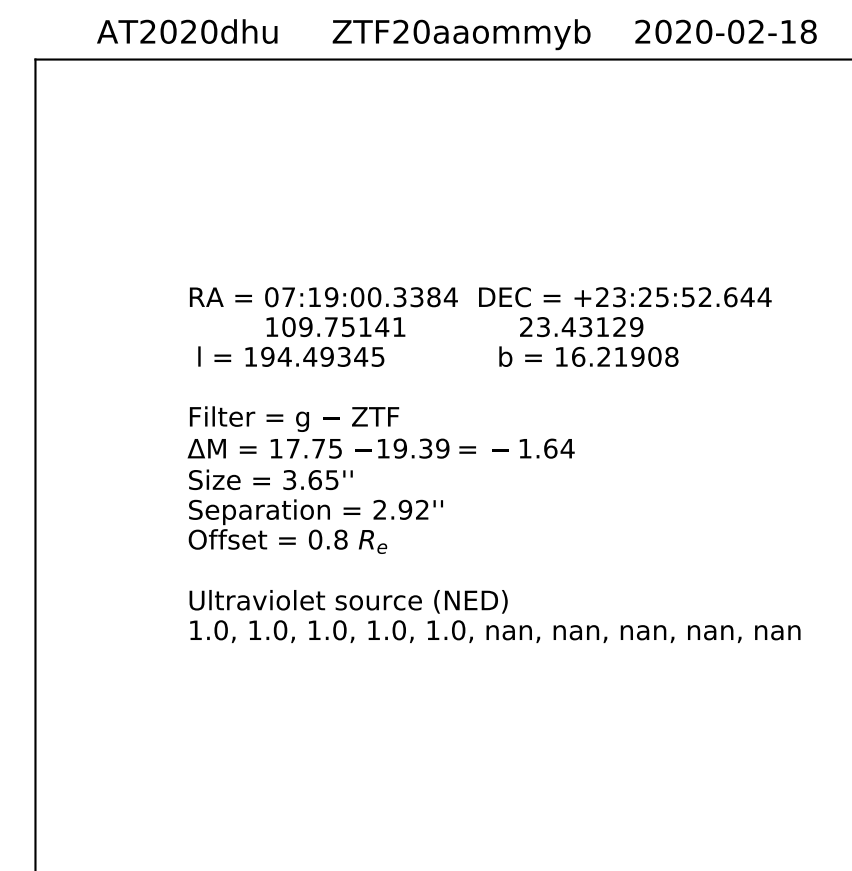 AT2020dhu ZTF20aaommyb 2020-02-18
RA = 07:19:00.3384 DEC = +23:25:52.644
109.75141 23.43129
l = 194.49345 b = 16.21908
Filter = g − ZTF
ΔM = 17.75 −19.39 = − 1.64
Size = 3.65''
Separation = 2.92''
Offset = 0.8 Re
Ultraviolet source (NED)
1.0, 1.0, 1.0, 1.0, 1.0, nan, nan, nan, nan, nan